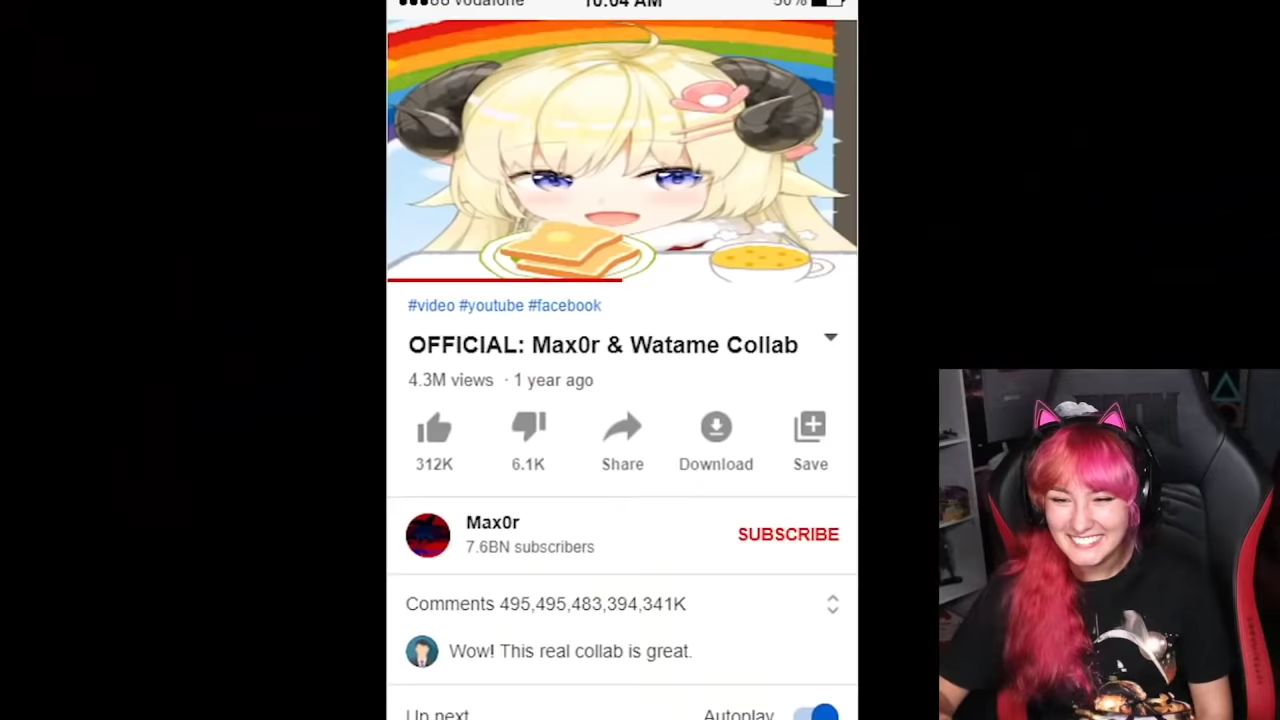 vodafone 10:04 AM 50%
#video #youtube #facebook
OFFICIAL: Max0r & Watame Collab
4.3M views · 1 year ago
312K 6.1K Share Download Save
Max0r
7.6BN subscribers
SUBSCRIBE
Comments 495,495,483,394,341K
Wow! This real collab is great.
Up next Autoplay